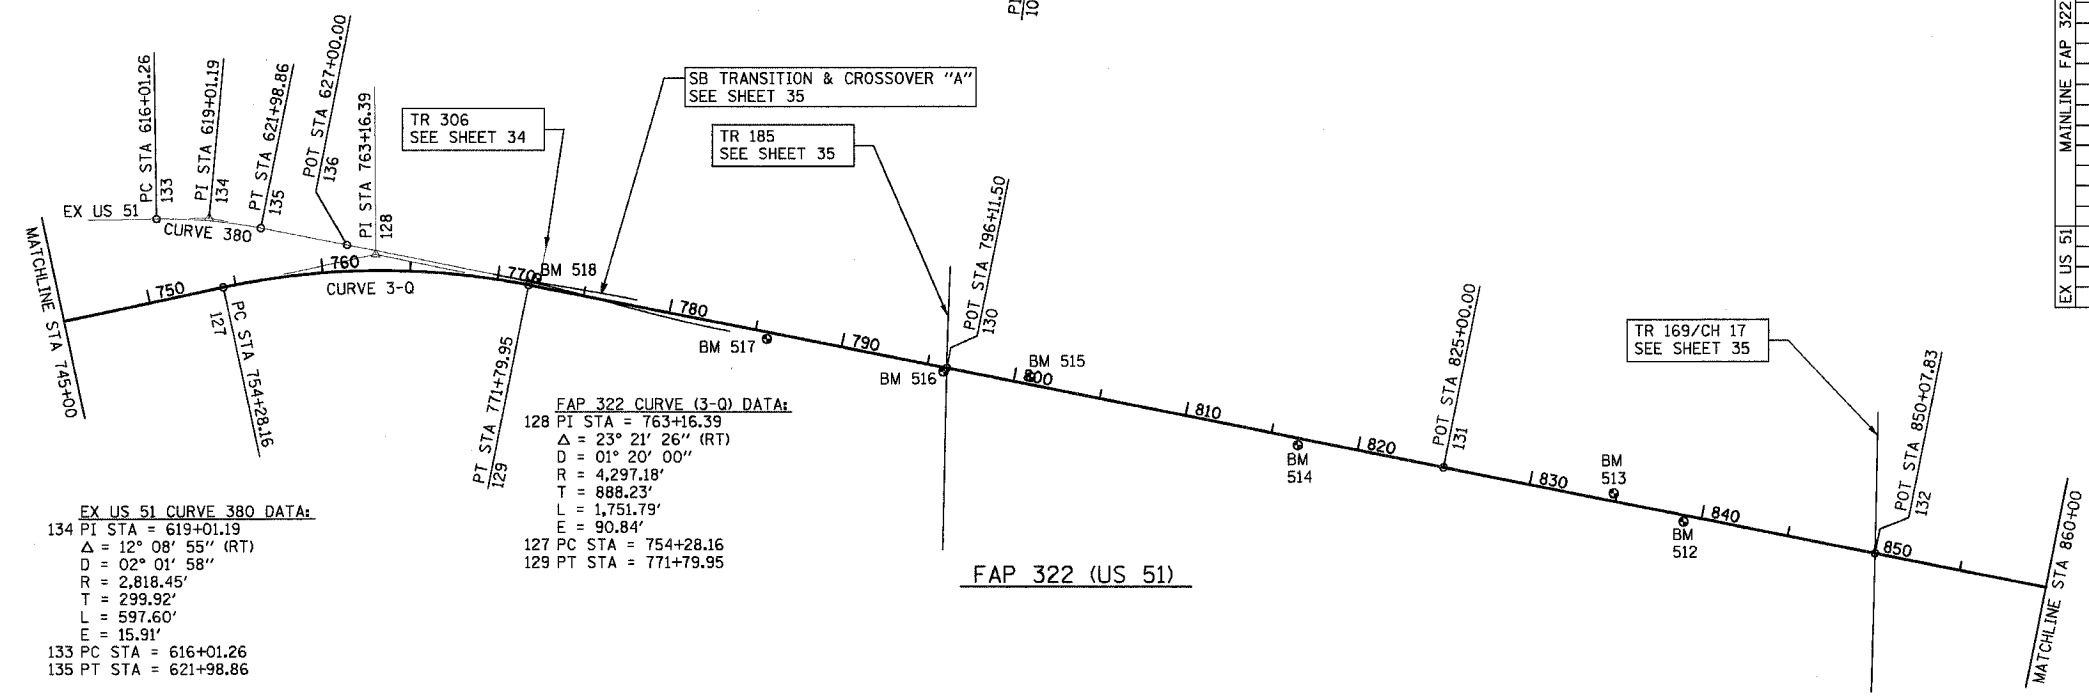 PI
10
MAINLINE FAP 322
EX US 51
PC STA 616+01.26
133
PI STA 619+01.19
134
PT STA 621+98.86
135
POT STA 627+00.00
136
PI STA 763+16.39
128
TR 306
SEE SHEET 34
SB TRANSITION & CROSSOVER "A"
SEE SHEET 35
TR 185
SEE SHEET 35
EX US 51
CURVE 380
MATCHLINE STA 745+00
750
760
CURVE 3-Q
770
BM 518
780
BM 517
790
BM 516
POT STA 796+11.50
130
BM 515
800
810
BM
514
820
POT STA 825+00.00
131
830
BM
513
BM
512
840
TR 169/CH 17
SEE SHEET 35
POT STA 850+07.83
132
850
MATCHLINE STA 860+00
PC STA 754+28.16
127
PT STA 771+79.95
129
FAP 322 CURVE (3-Q) DATA:
128 PI STA = 763+16.39
Δ = 23° 21' 26" (RT)
D = 01° 20' 00"
R = 4,297.18'
T = 888.23'
L = 1,751.79'
E = 90.84'
127 PC STA = 754+28.16
129 PT STA = 771+79.95
EX US 51 CURVE 380 DATA:
134 PI STA = 619+01.19
Δ = 12° 08' 55" (RT)
D = 02° 01' 58"
R = 2,818.45'
T = 299.92'
L = 597.60'
E = 15.91'
133 PC STA = 616+01.26
135 PT STA = 621+98.86
FAP 322 (US 51)